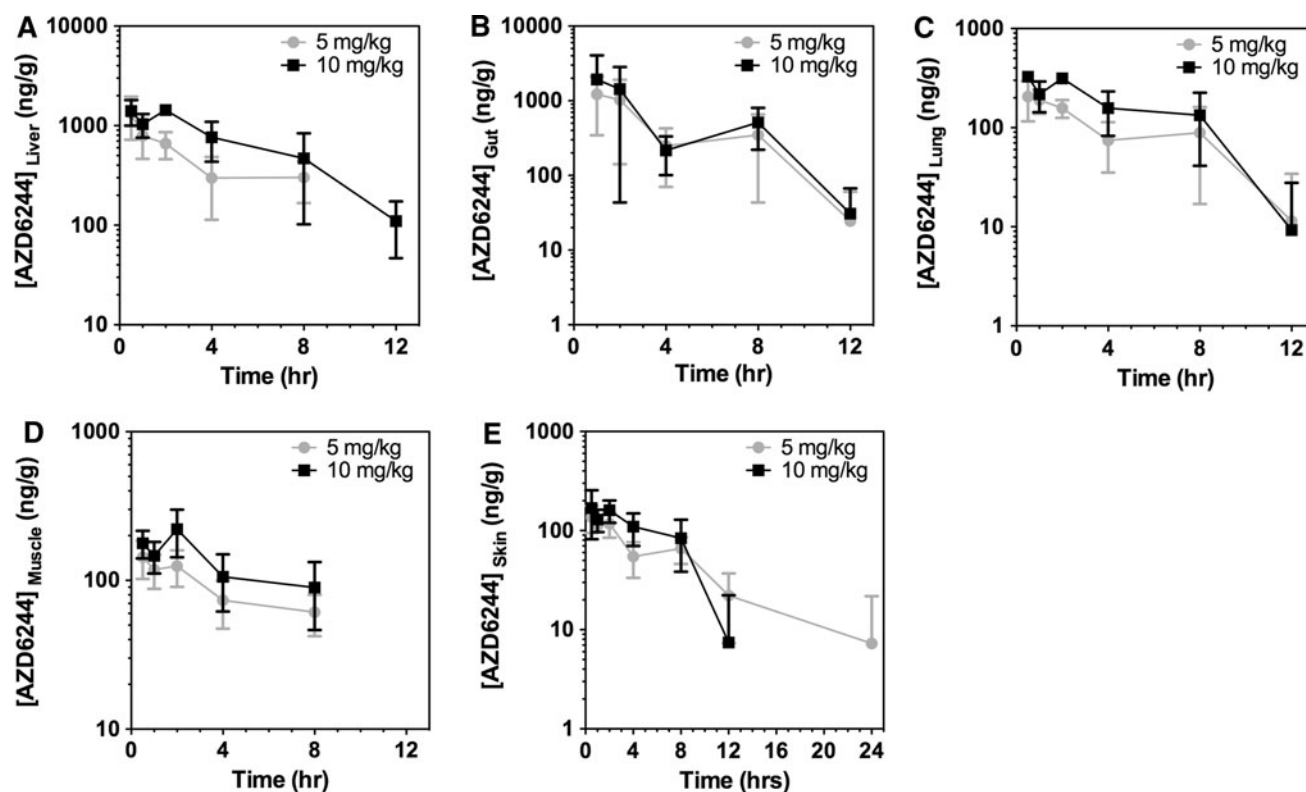 A
[AZD6244] Liver (ng/g)
10000
1000
100
10
5 mg/kg
10 mg/kg
0 4 8 12
Time (hr)
B
[AZD6244] Gut (ng/g)
10000
1000
100
10
1
5 mg/kg
10 mg/kg
0 4 8 12
Time (hr)
C
[AZD6244] Lung (ng/g)
1000
100
10
1
5 mg/kg
10 mg/kg
0 4 8 12
Time (hr)
D
[AZD6244] Muscle (ng/g)
1000
100
10
5 mg/kg
10 mg/kg
0 4 8 12
Time (hr)
E
[AZD6244] Skin (ng/g)
1000
100
10
1
5 mg/kg
10 mg/kg
0 4 8 12 16 20 24
Time (hrs)